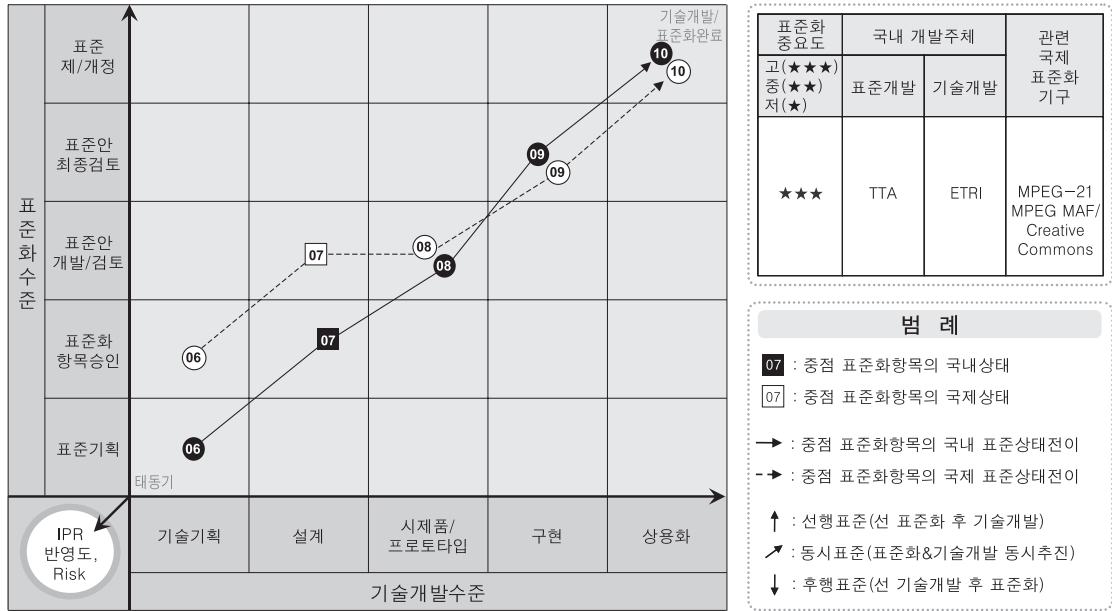 표준화수준
표준
제/개정
표준안
최종검토
표준안
개발/검토
표준화
항목승인
표준기획
기술개발/
표준화완료
10
10
09
09
08
08
07
07
06
06
태동기
IPR
반영도,
Risk
기술기획
설계
시제품/
프로토타입
구현
상용화
기술개발수준
표준화
중요도
국내 개발주체
관련
국제
표준화
기구
고(★★★)
중(★★)
저(★)
표준개발
기술개발
★★★
TTA
ETRI
MPEG-21
MPEG MAF/
Creative
Commons
범 례
07 : 중점 표준화항목의 국내상태
07 : 중점 표준화항목의 국제상태
: 중점 표준화항목의 국내 표준상태전이
: 중점 표준화항목의 국제 표준상태전이
: 선행표준(선 표준화 후 기술개발)
: 동시표준(표준화&기술개발 동시추진)
: 후행표준(선 기술개발 후 표준화)